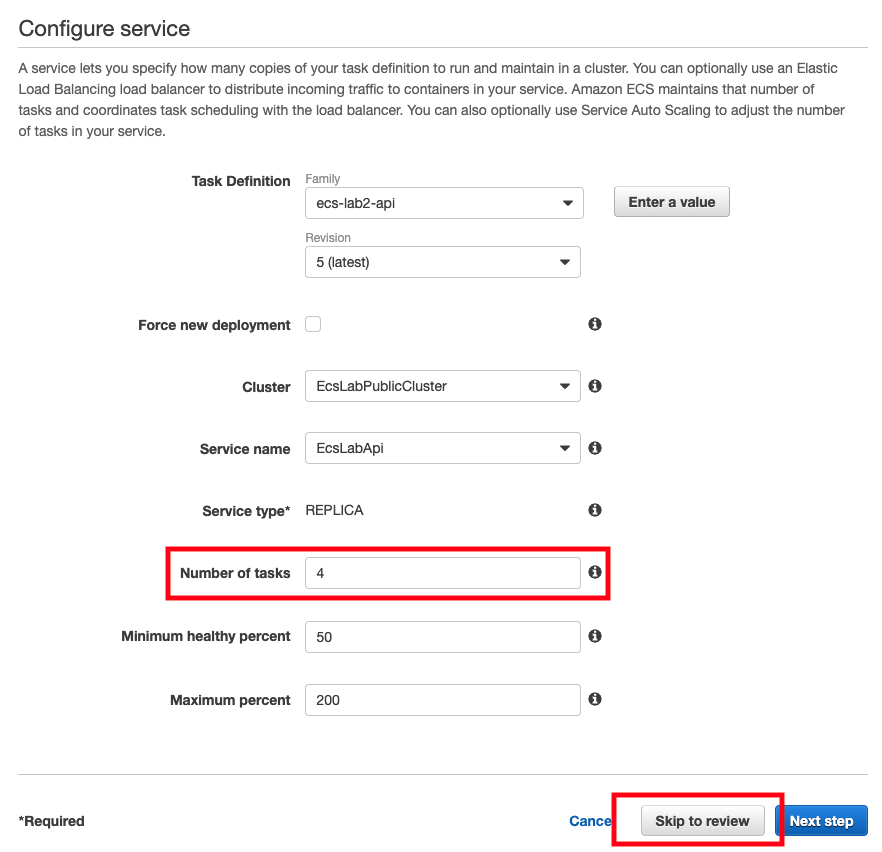 Configure service
A service lets you specify how many copies of your task definition to run and maintain in a cluster. You can optionally use an Elastic
Load Balancing load balancer to distribute incoming traffic to containers in your service. Amazon ECS maintains that number of
tasks and coordinates task scheduling with the load balancer. You can also optionally use Service Auto Scaling to adjust the number
of tasks in your service.
Task Definition
Family
ecs-lab2-api
Enter a value
Revision
5 (latest)
Force new deployment
Cluster
EcsLabPublicCluster
Service name
EcsLabApi
Service type*
REPLICA
Number of tasks
4
Minimum healthy percent
50
Maximum percent
200
*Required
Cance
Skip to review
Next step